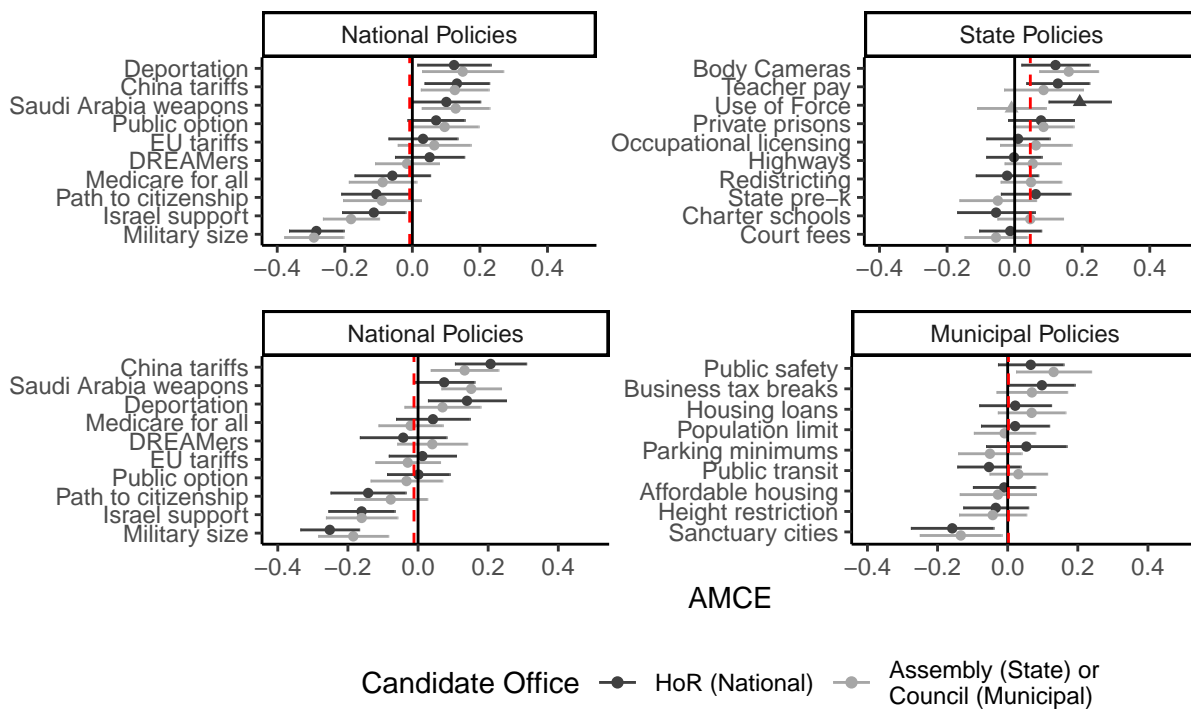 National Policies
Deportation
China tariffs
Saudi Arabia weapons
Public option
EU tariffs
DREAMers
Medicare for all
Path to citizenship
Israel support
Military size
−0.4 −0.2 0.0 0.2 0.4
State Policies
Body Cameras
Teacher pay
Use of Force
Private prisons
Occupational licensing
Highways
Redistricting
State pre−k
Charter schools
Court fees
−0.4 −0.2 0.0 0.2 0.4
National Policies
China tariffs
Saudi Arabia weapons
Deportation
Medicare for all
DREAMers
EU tariffs
Public option
Path to citizenship
Israel support
Military size
−0.4 −0.2 0.0 0.2 0.4
Municipal Policies
Public safety
Business tax breaks
Housing loans
Population limit
Parking minimums
Public transit
Affordable housing
Height restriction
Sanctuary cities
−0.4 −0.2 0.0 0.2 0.4
AMCE
Candidate Office
HoR (National)
Assembly (State) or
Council (Municipal)